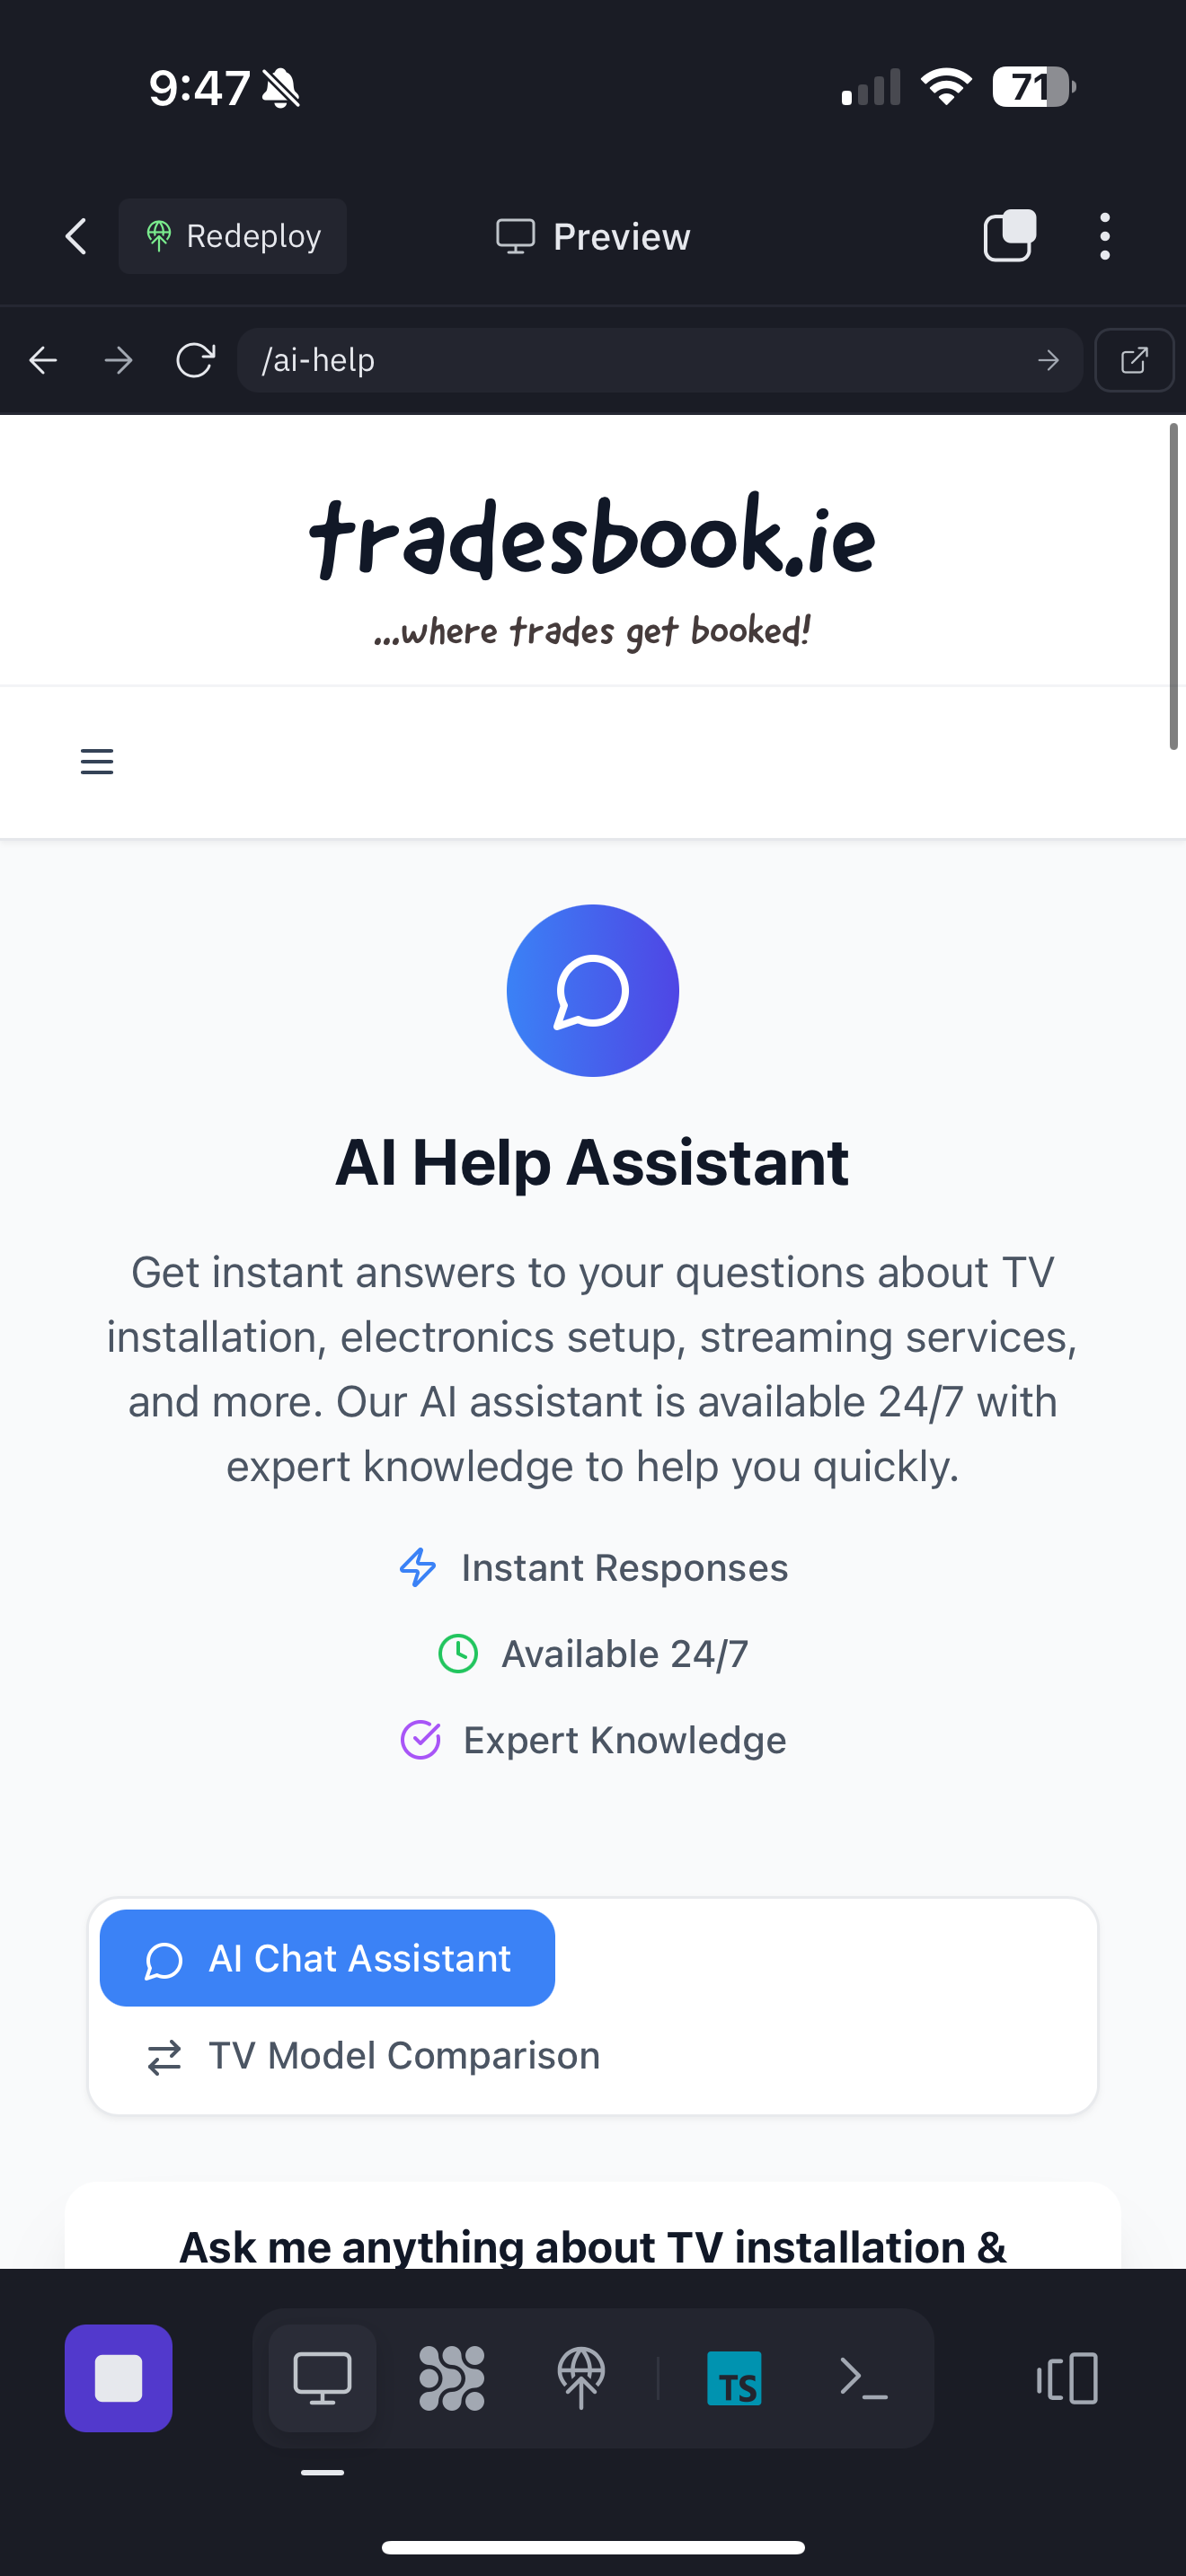 9:47
71
Redeploy
Preview
/ai-help
tradesbook.ie
...where trades get booked!
AI Help Assistant
Get instant answers to your questions about TV
installation, electronics setup, streaming services,
and more. Our AI assistant is available 24/7 with
expert knowledge to help you quickly.
Instant Responses
Available 24/7
Expert Knowledge
AI Chat Assistant
TV Model Comparison
Ask me anything about TV installation &
TS